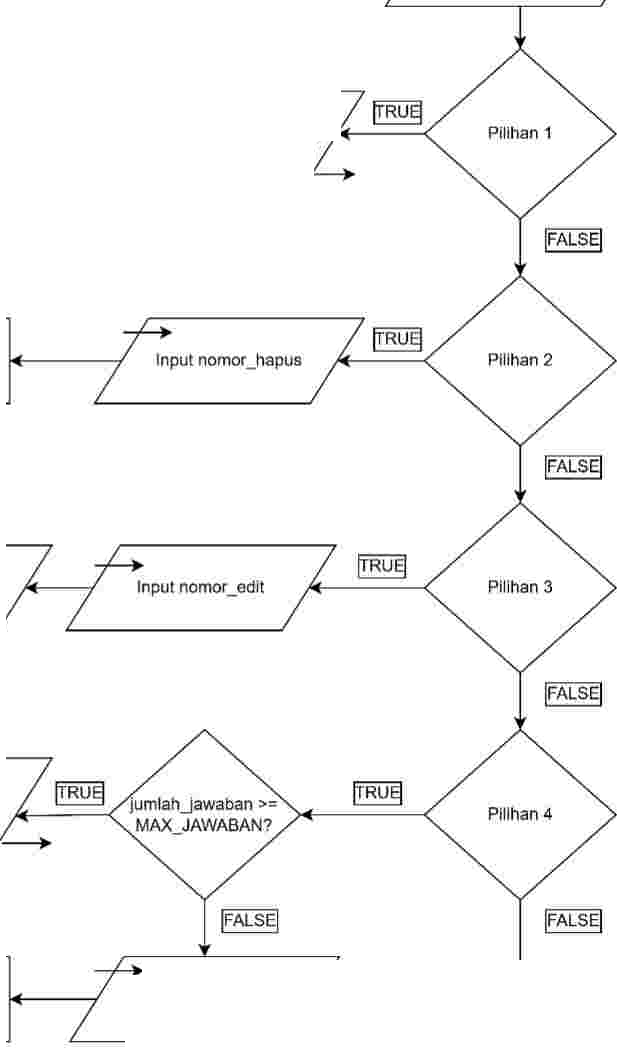 TRUE
Pilihan 1
FALSE
Input nomor_hapus
TRUE
Pilihan 2
FALSE
Input nomor_edit
TRUE
Pilihan 3
FALSE
TRUE
jumlah_jawaban >=
MAX_JAWABAN?
TRUE
Pilihan 4
FALSE
FALSE